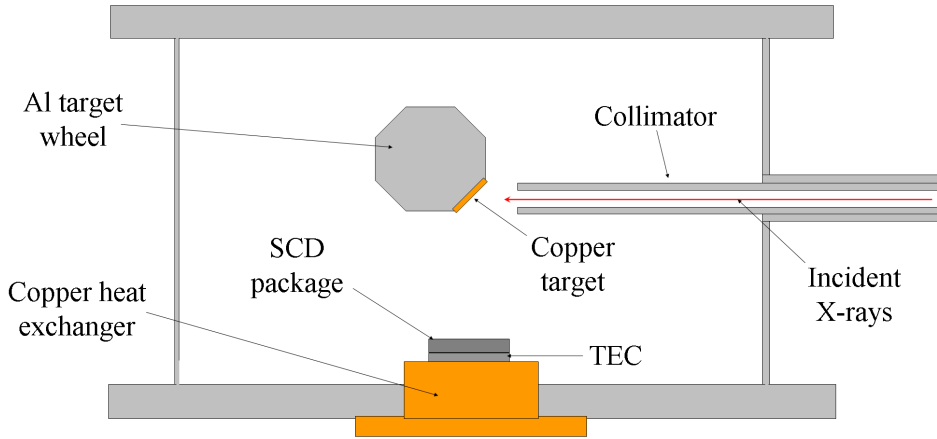 Al target
wheel
Collimator
SCD
package
Copper
target
Incident
X-rays
Copper heat
exchanger
TEC